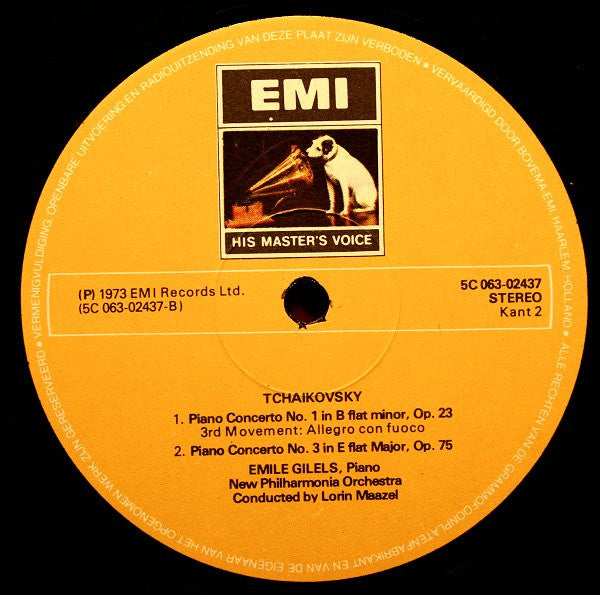 EMI
HIS MASTER'S VOICE
(P) 1973 EMI Records Ltd.
(5C 063-02437-B)
5C 063-02437
STEREO
Kant 2
TCHAIKOVSKY
1. Piano Concerto No. 1 in B flat minor, Op. 23
3rd Movement: Allegro con fuoco
2. Piano Concerto No. 3 in E flat Major, Op. 75
EMILE GILELS, Piano
New Philharmonia Orchestra
Conducted by Lorin Maazel
• VERVAARDIGD DOOR BOVEMA-EMI, HAARLEM, HOLLAND • ALLE RECHTEN VAN DE GRAMMOFOONPLATENFABRIKANT EN VAN DE EIGENAAR VAN HET OPGENOMEN WERK ZIJN GERESERVEERD • VERMENIGVULDIGING, OPENBARE UITVOERING EN RADIOUITZENDING VAN DEZE PLAAT ZIJN VERBODEN